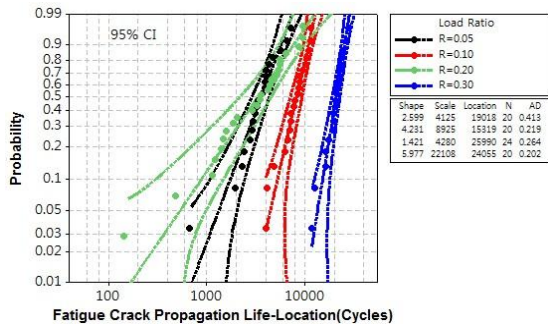 0.99
0.9
0.8
0.7
0.6
0.5
0.4
0.3
0.2
0.1
0.05
0.03
0.02
0.01
Probability
95% CI
100 1000 10000
Fatigue Crack Propagation Life-Location(Cycles)
Load Ratio
R=0.05
R=0.10
R=0.20
R=0.30
Shape Scale Location N AD
2.599 4125 19018 20 0.413
4.231 8925 15319 20 0.219
1.421 4280 25990 24 0.264
5.977 22108 24055 20 0.202